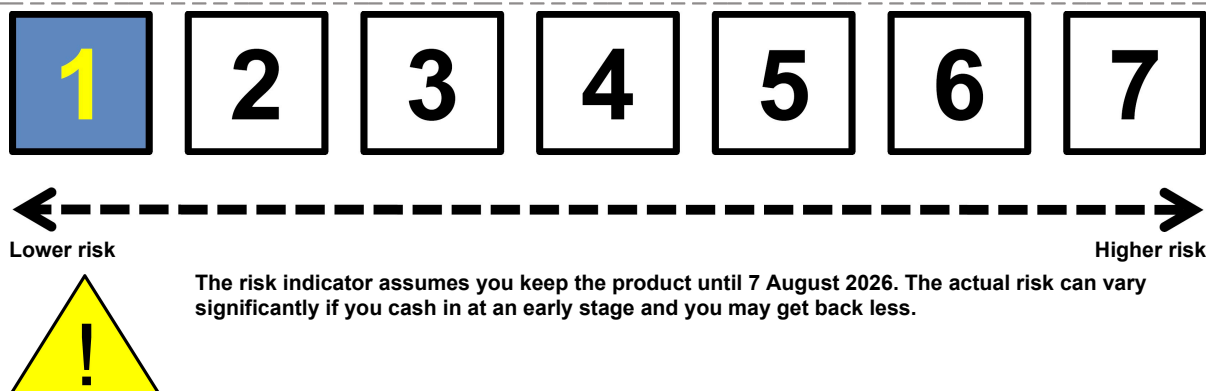 1 2 3 4 5 6 7
Lower risk Higher risk
The risk indicator assumes you keep the product until 7 August 2026. The actual risk can vary
significantly if you cash in at an early stage and you may get back less.
!